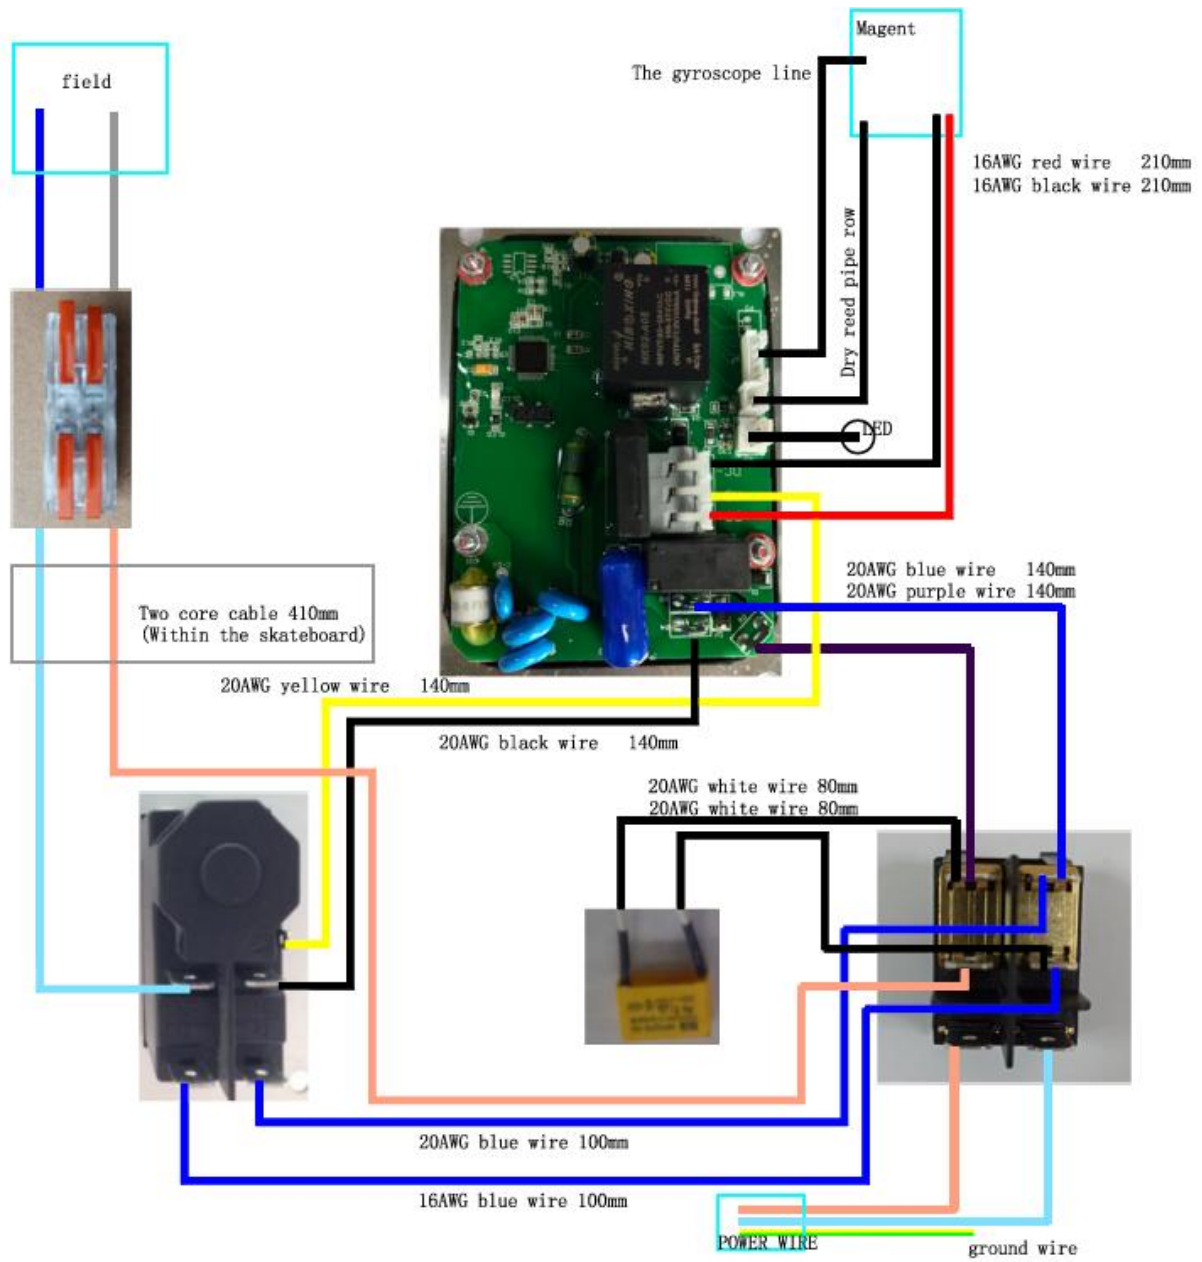 Magent
field
The gyroscope line
16AWG red wire 210mm
16AWG black wire 210mm
Dry reed pipe row
LED
DC-
20AWG blue wire 140mm
20AWG purple wire 140mm
Two core cable 410mm
(Within the skateboard)
20AWG yellow wire 140mm
20AWG black wire 140mm
20AWG white wire 80mm
20AWG white wire 80mm
20AWG blue wire 100mm
16AWG blue wire 100mm
POWER WIRE
ground wire